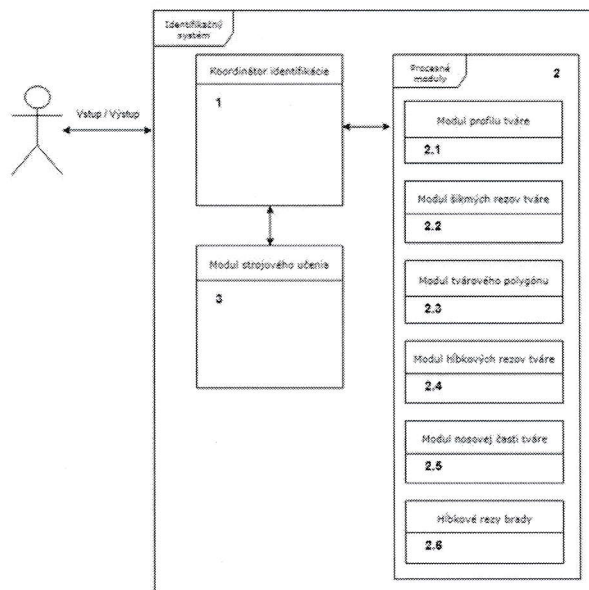 Identifikačný
systém
Koordinátor identifikácie
1
Vstup / Výstup
Modul strojového učenia
3
Procesné
moduly
2
Modul profilu tváre
2.1
Modul šikmých rezov tváre
2.2
Modul tvárového polygónu
2.3
Modul hĺbkových rezov tváre
2.4
Modul nosovej časti tváre
2.5
Hĺbkové rezy brady
2.6